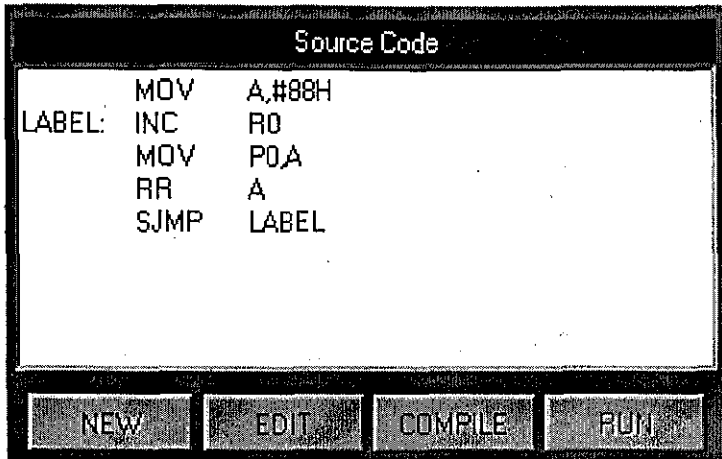 Source Code
MOV A,#88H
LABEL: INC R0
MOV P0,A
RR A
SJMP LABEL
NEW EDIT COMPILE RUN